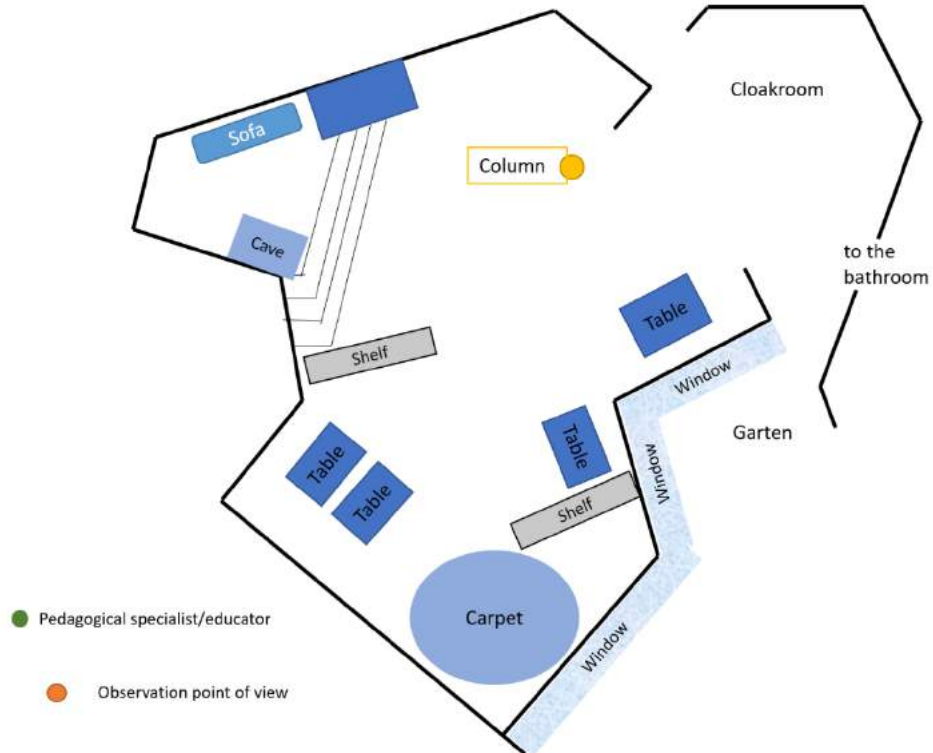 Cloakroom
Sofa
Column
Cave
to the
bathroom
Table
Shelf
Window
Table
Garten
Table
Window
Table
Shelf
Pedagogical specialist/educator
Carpet
Window
Observation point of view